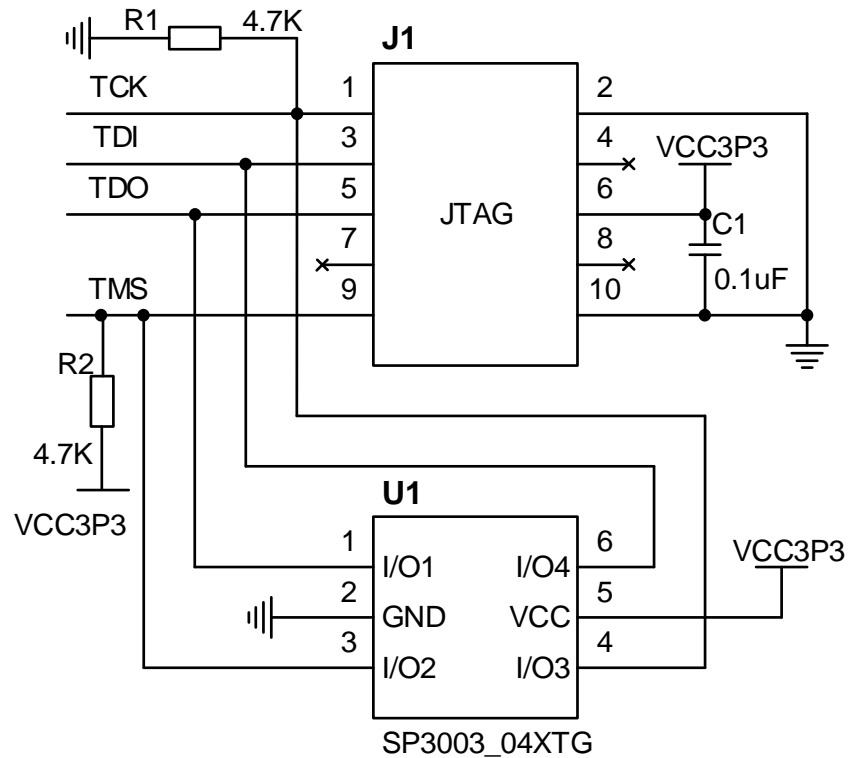 R1 4.7K
J1
TCK 1 2
TDI 3 4 VCC3P3
TDO 5 JTAG 6
7 8 C1
TMS 9 10 0.1uF
R2
4.7K
VCC3P3
U1
1 I/O1 I/O4 6 VCC3P3
2 GND VCC 5
3 I/O2 I/O3 4
SP3003_04XTG